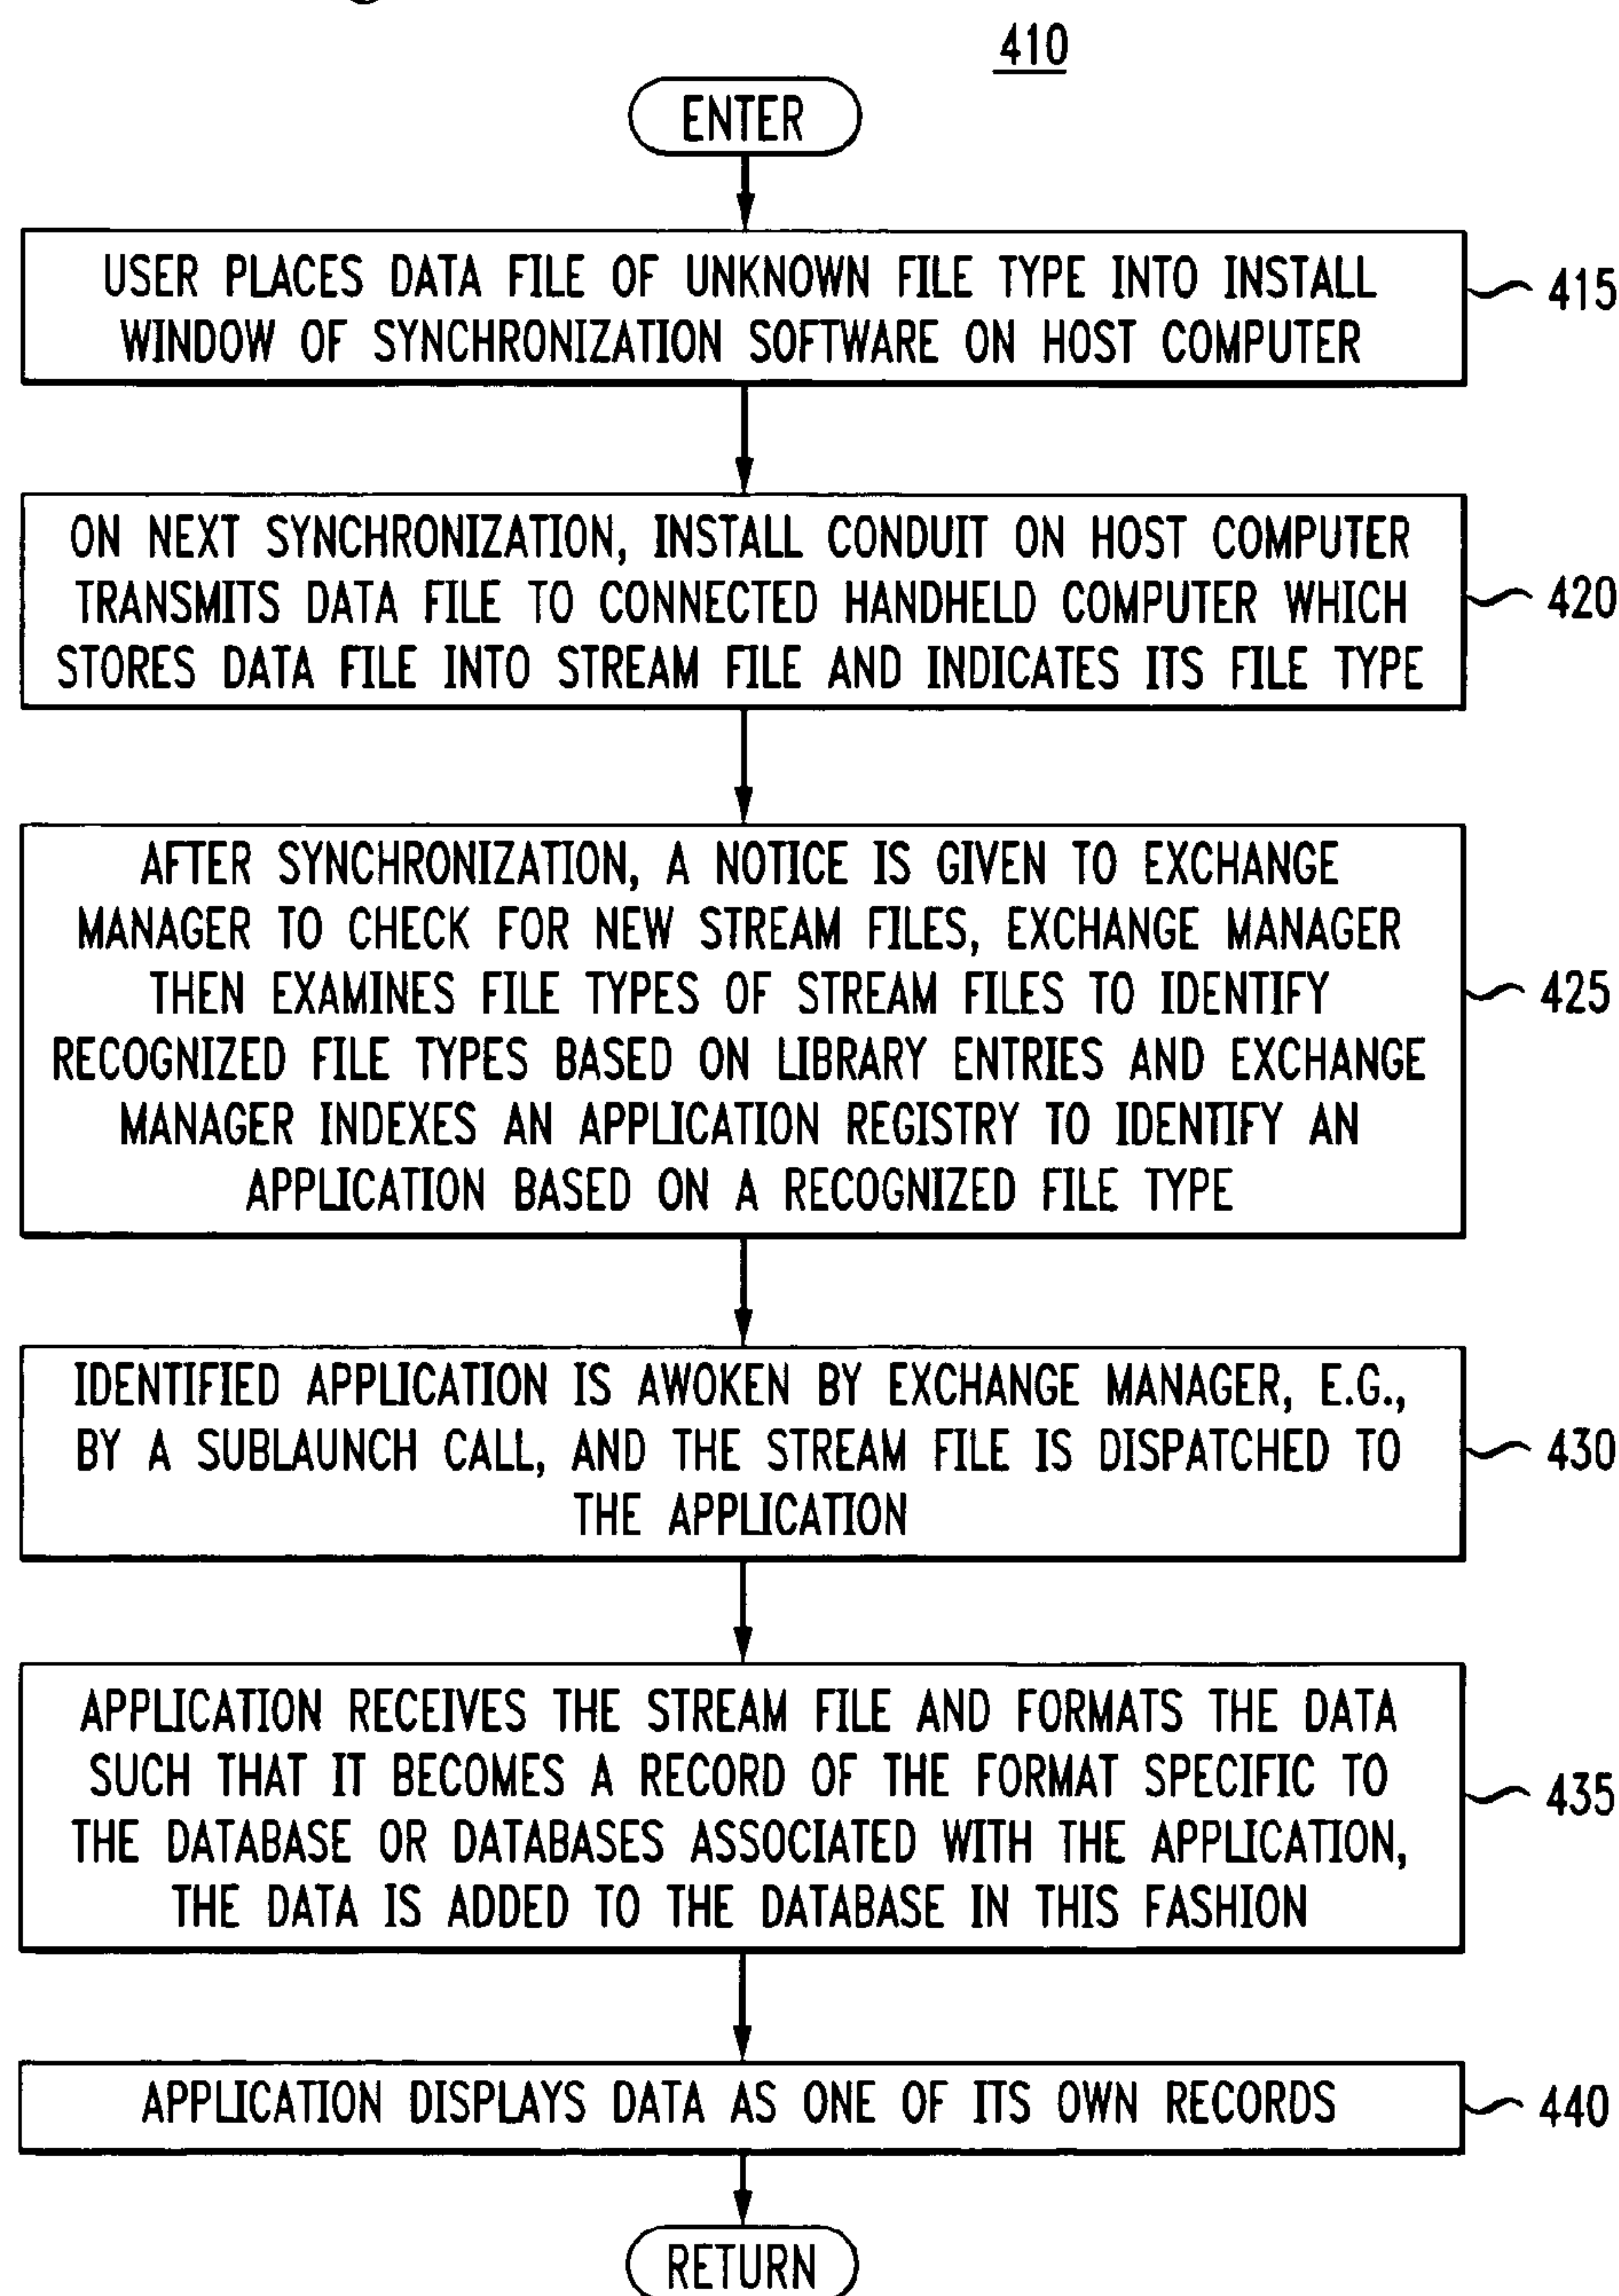 410
ENTER
USER PLACES DATA FILE OF UNKNOWN FILE TYPE INTO INSTALL
WINDOW OF SYNCHRONIZATION SOFTWARE ON HOST COMPUTER
415
ON NEXT SYNCHRONIZATION, INSTALL CONDUIT ON HOST COMPUTER
TRANSMITS DATA FILE TO CONNECTED HANDHELD COMPUTER WHICH
STORES DATA FILE INTO STREAM FILE AND INDICATES ITS FILE TYPE
420
AFTER SYNCHRONIZATION, A NOTICE IS GIVEN TO EXCHANGE
MANAGER TO CHECK FOR NEW STREAM FILES, EXCHANGE MANAGER
THEN EXAMINES FILE TYPES OF STREAM FILES TO IDENTIFY
RECOGNIZED FILE TYPES BASED ON LIBRARY ENTRIES AND EXCHANGE
MANAGER INDEXES AN APPLICATION REGISTRY TO IDENTIFY AN
APPLICATION BASED ON A RECOGNIZED FILE TYPE
425
IDENTIFIED APPLICATION IS AWOKEN BY EXCHANGE MANAGER, E.G.,
BY A SUBLAUNCH CALL, AND THE STREAM FILE IS DISPATCHED TO
THE APPLICATION
430
APPLICATION RECEIVES THE STREAM FILE AND FORMATS THE DATA
SUCH THAT IT BECOMES A RECORD OF THE FORMAT SPECIFIC TO
THE DATABASE OR DATABASES ASSOCIATED WITH THE APPLICATION,
THE DATA IS ADDED TO THE DATABASE IN THIS FASHION
435
APPLICATION DISPLAYS DATA AS ONE OF ITS OWN RECORDS
440
RETURN